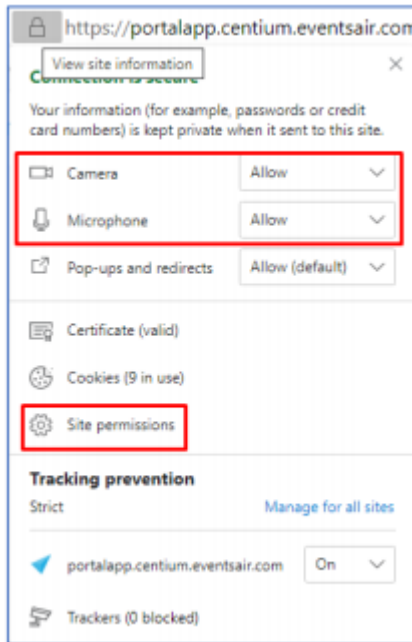 https://portalapp.centium.eventsair.com
View site information
Connection is secure
Your information (for example, passwords or credit
card numbers) is kept private when it sent to this site.
Camera Allow
Microphone Allow
Pop-ups and redirects Allow (default)
Certificate (valid)
Cookies (9 in use)
Site permissions
Tracking prevention
Strict Manage for all sites
portalapp.centium.eventsair.com On
Trackers (0 blocked)